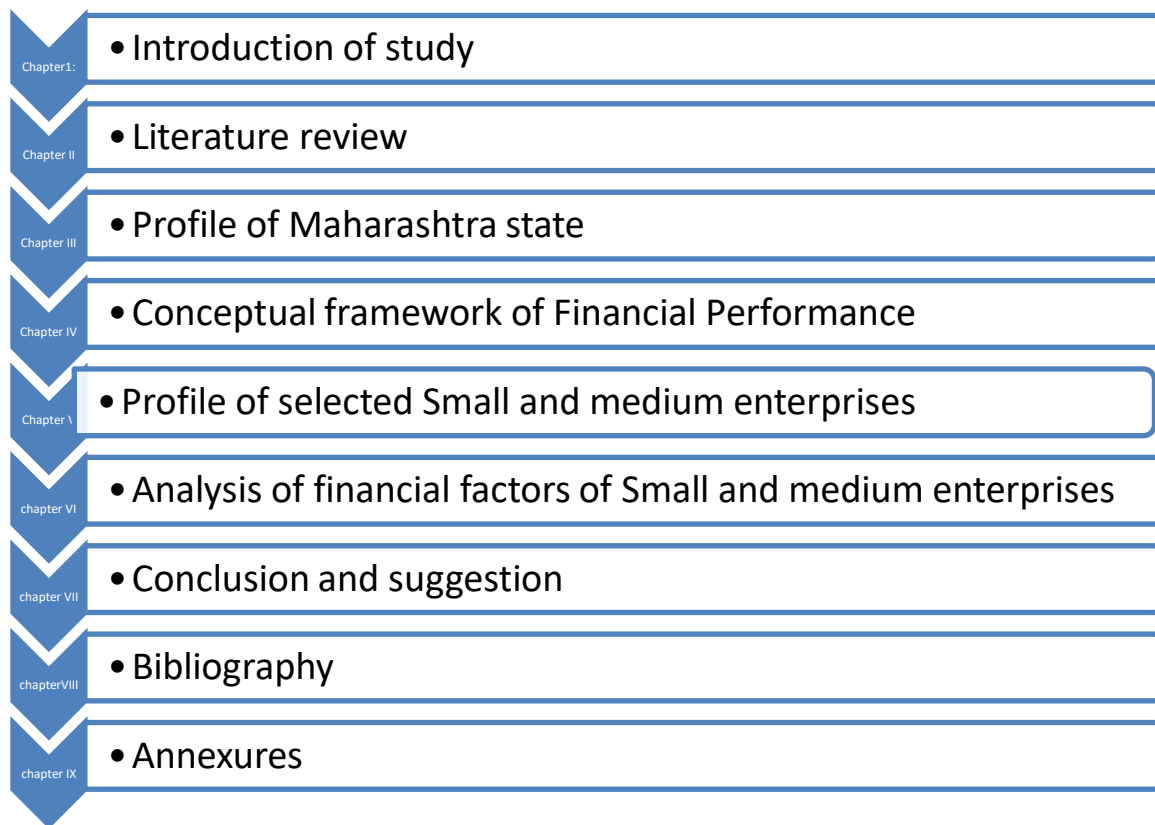 Chapter1:
• Introduction of study
Chapter II
• Literature review
Chapter III
• Profile of Maharashtra state
Chapter IV
• Conceptual framework of Financial Performance
Chapter
• Profile of selected Small and medium enterprises
chapter VI
• Analysis of financial factors of Small and medium enterprises
chapter VII
• Conclusion and suggestion
chapterVIII
• Bibliography
chapter IX
• Annexures